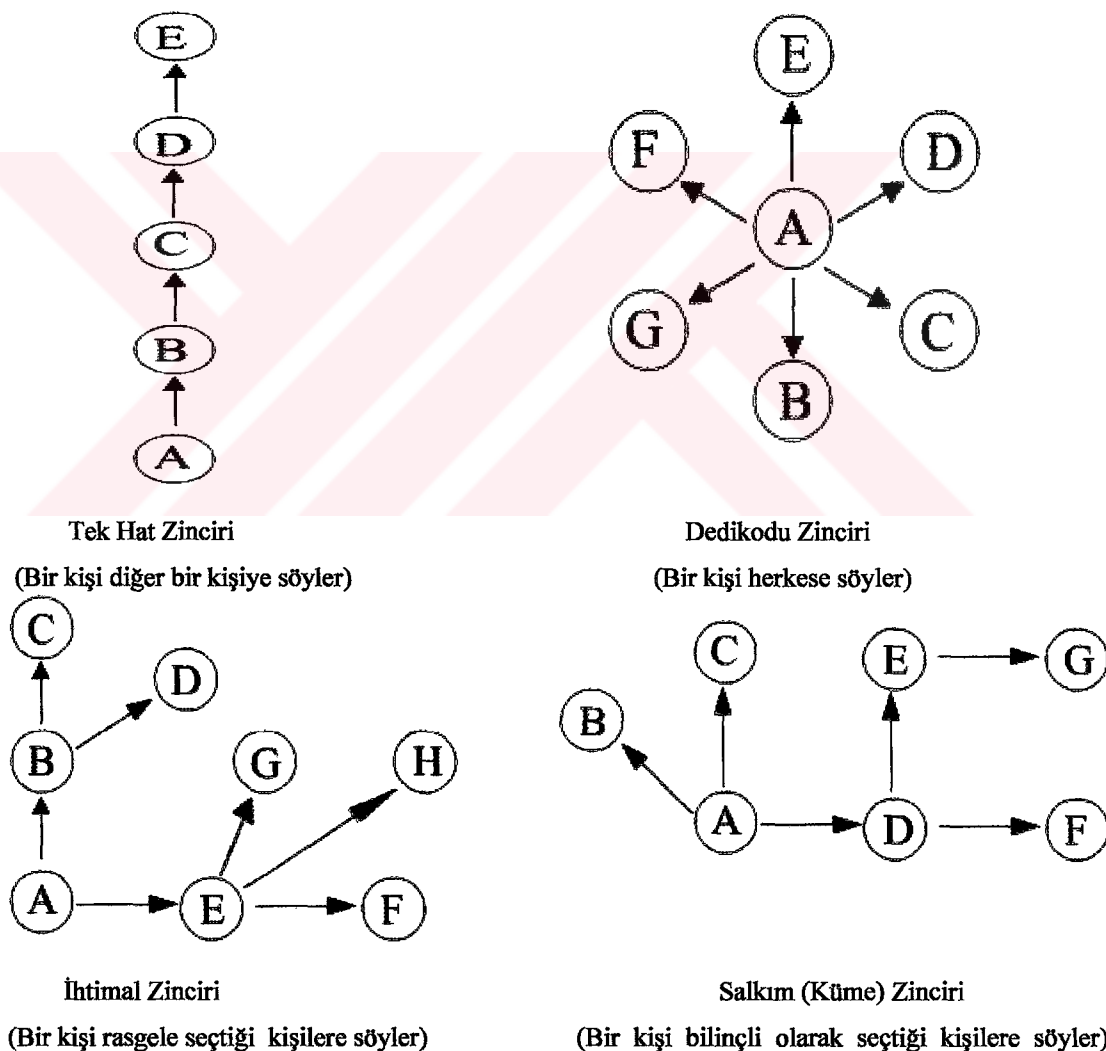 E
D
C
B
A
E
F
D
A
G
C
B
Tek Hat Zinciri
(Bir kişi diğer bir kişiye söyler)
Dedikodu Zinciri
(Bir kişi herkese söyler)
C
D
B
G
H
A
E
F
İhtimal Zinciri
(Bir kişi rasgele seçtiği kişilere söyler)
C
E
G
B
A
D
F
Salkım (Küme) Zinciri
(Bir kişi bilinçli olarak seçtiği kişilere söyler)